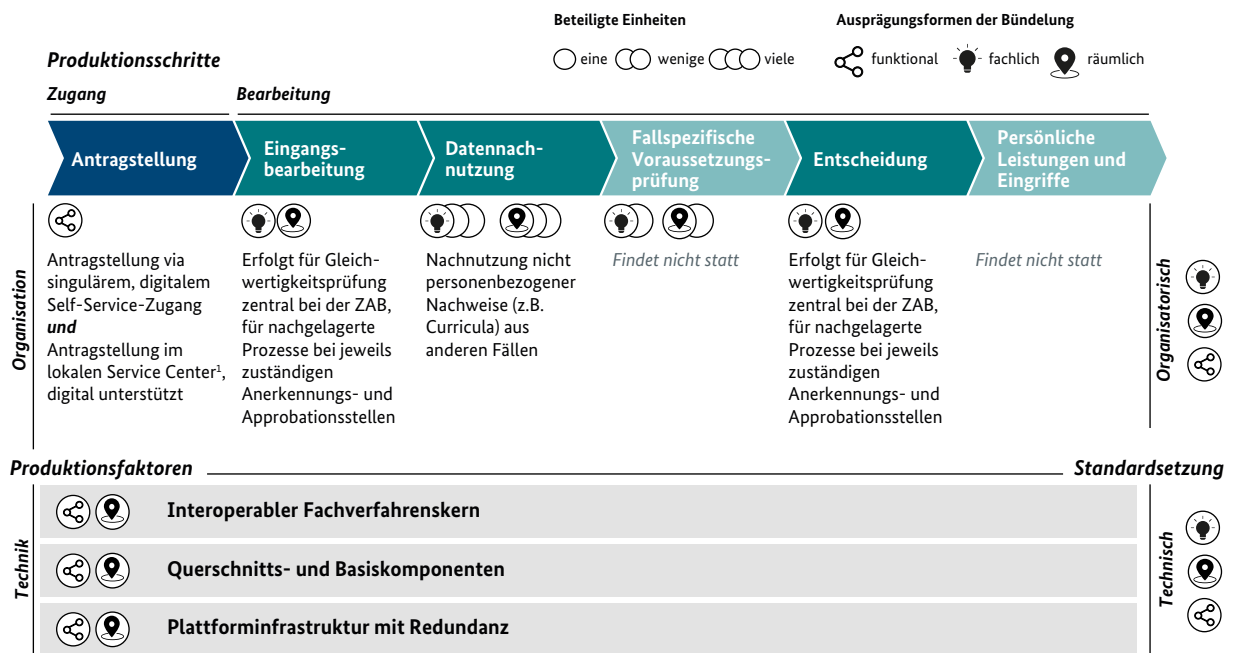 Beteiligte Einheiten
Ausprägungsformen der Bündelung
eine wenige viele
funktional fachlich räumlich
Produktionsschritte
Zugang
Bearbeitung
Antragstellung
Eingangs-
bearbeitung
Datennach-
nutzung
Fallspezifische
Voraussetzungs-
prüfung
Entscheidung
Persönliche
Leistungen und
Eingriffe
Organisation
Antragstellung via
singulärem, digitalem
Self-Service-Zugang
und
Antragstellung im
lokalen Service Center¹,
digital unterstützt
Erfolgt für Gleich-
wertigkeitsprüfung
zentral bei der ZAB,
für nachgelagerte
Prozesse bei jeweils
zuständigen
Anerkennungs- und
Approbationsstellen
Nachnutzung nicht
personenbezogener
Nachweise (z.B.
Curricula) aus
anderen Fällen
Findet nicht statt
Erfolgt für Gleich-
wertigkeitsprüfung
zentral bei der ZAB,
für nachgelagerte
Prozesse bei jeweils
zuständigen
Anerkennungs- und
Approbationsstellen
Findet nicht statt
Organisatorisch
Produktionsfaktoren
Standardsetzung
Technik
Interoperabler Fachverfahrenskern
Querschnitts- und Basiskomponenten
Plattforminfrastruktur mit Redundanz
Technisch